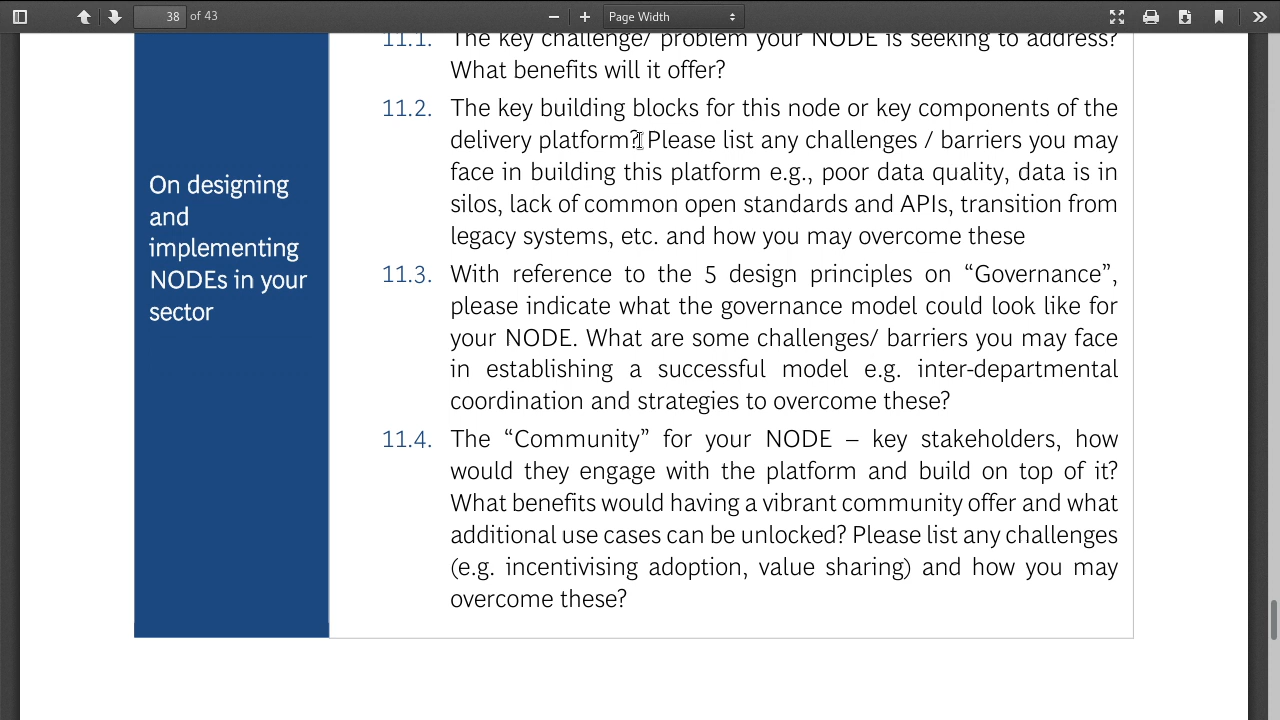 38 of 43
Page Width
On designing
and
implementing
NODEs in your
sector
11.1. The key challenge/ problem your NODE is seeking to address?
What benefits will it offer?
11.2. The key building blocks for this node or key components of the
delivery platform? Please list any challenges / barriers you may
face in building this platform e.g., poor data quality, data is in
silos, lack of common open standards and APIs, transition from
legacy systems, etc. and how you may overcome these
11.3. With reference to the 5 design principles on “Governance”,
please indicate what the governance model could look like for
your NODE. What are some challenges/ barriers you may face
in establishing a successful model e.g. inter-departmental
coordination and strategies to overcome these?
11.4. The “Community” for your NODE – key stakeholders, how
would they engage with the platform and build on top of it?
What benefits would having a vibrant community offer and what
additional use cases can be unlocked? Please list any challenges
(e.g. incentivising adoption, value sharing) and how you may
overcome these?